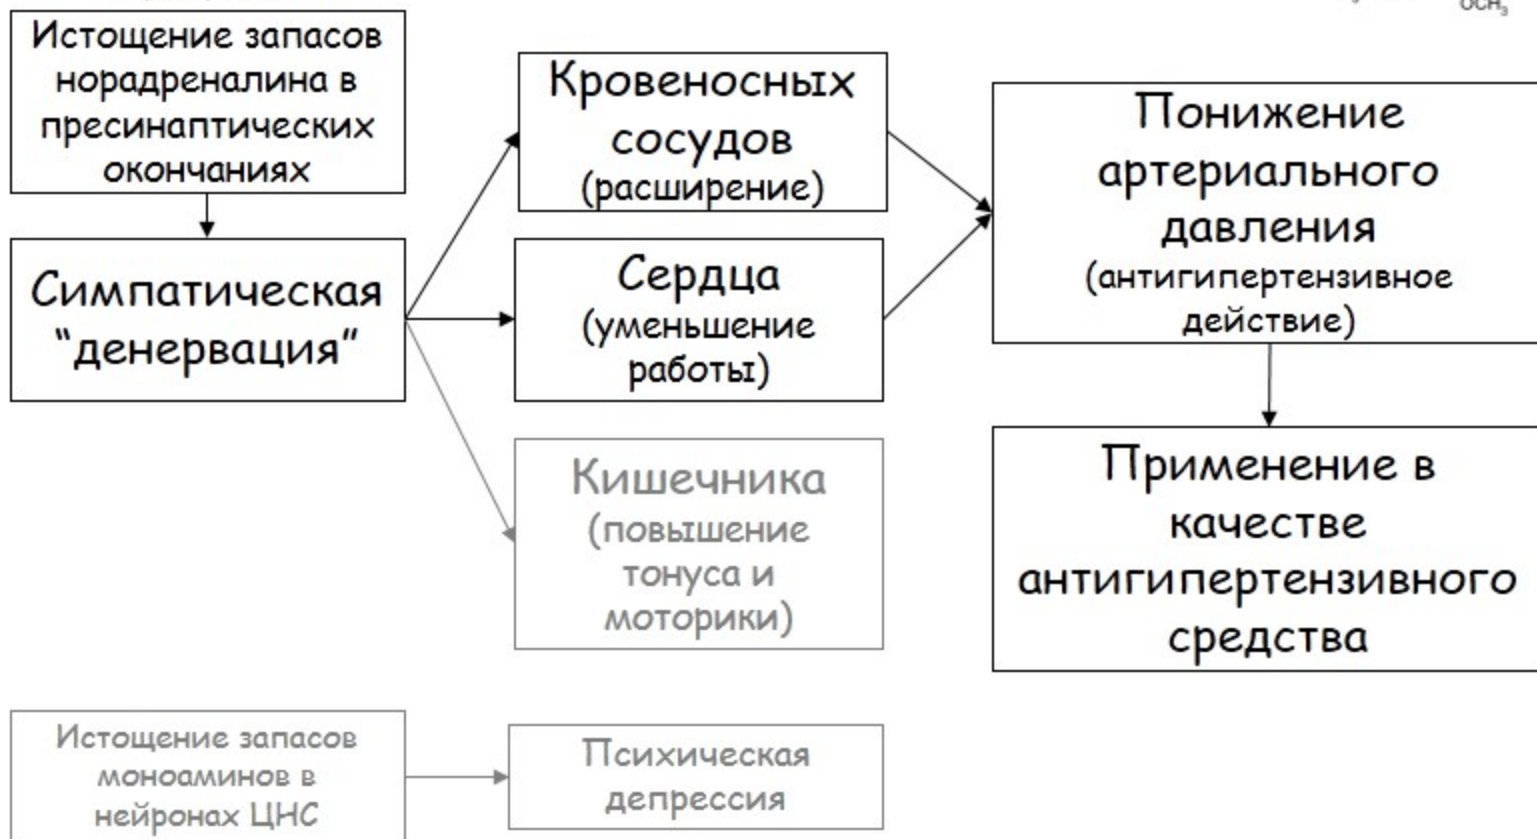 OCH₃
Истощение запасов
норадреналина в
пресинаптических
окончаниях
Симпатическая
“денервация”
Кровеносных
сосудов
(расширение)
Сердца
(уменьшение
работы)
Кишечника
(повышение
тонуса и
моторики)
Понижение
артериального
давления
(антигипертензивное
действие)
Применение в
качестве
антигипертензивного
средства
Истощение запасов
моноаминов в
нейронах ЦНС
Психическая
депрессия